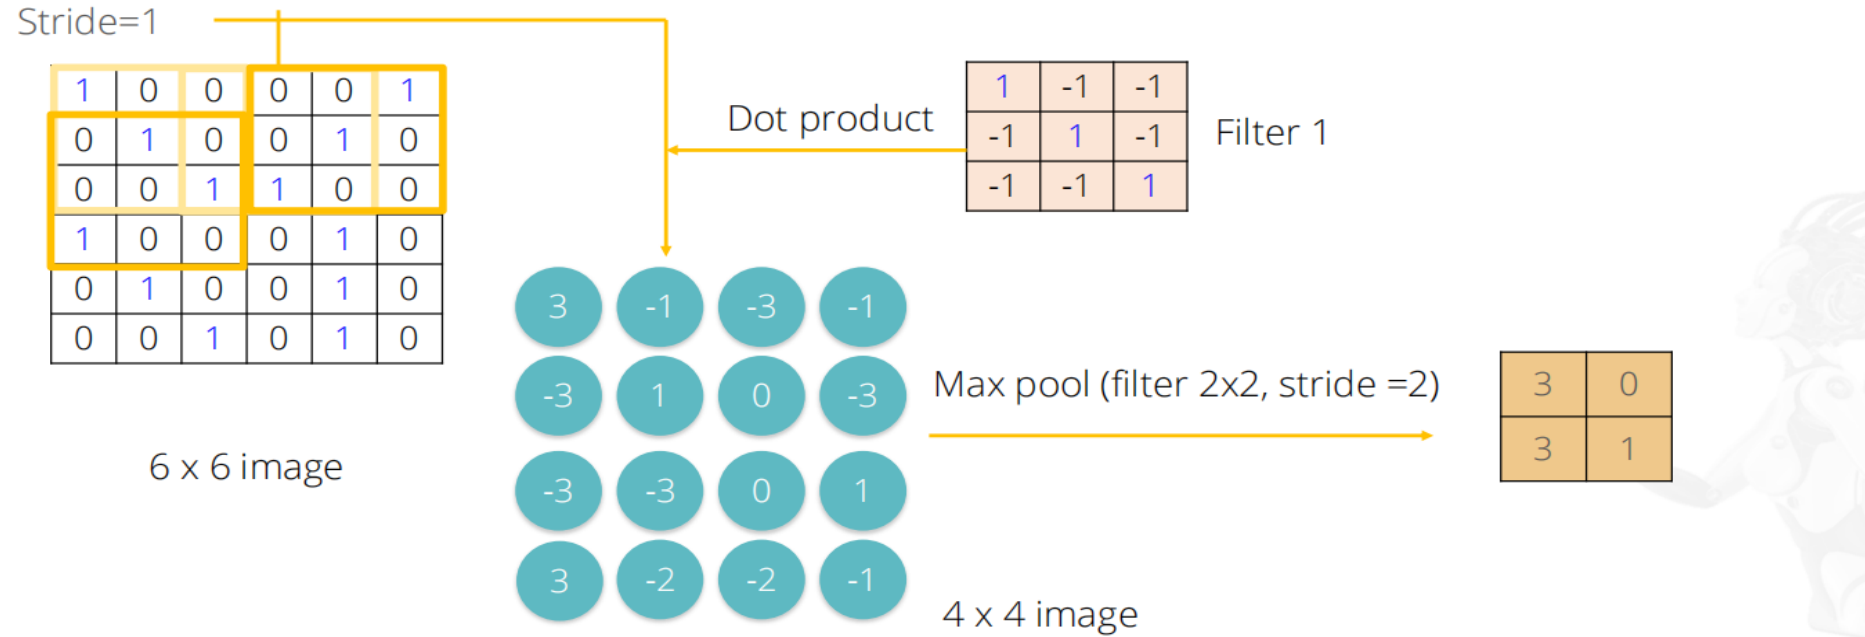 Stride=1
1 0 0 0 0 1
0 1 0 0 1 0
0 0 1 1 0 0
1 0 0 0 1 0
0 1 0 0 1 0
0 0 1 0 1 0
6 x 6 image
Dot product
1 -1 -1
-1 1 -1
-1 -1 1
Filter 1
3 -1 -3 -1
-3 1 0 -3
-3 -3 0 1
3 -2 -2 -1
4 x 4 image
Max pool (filter 2x2, stride =2)
3 0
3 1